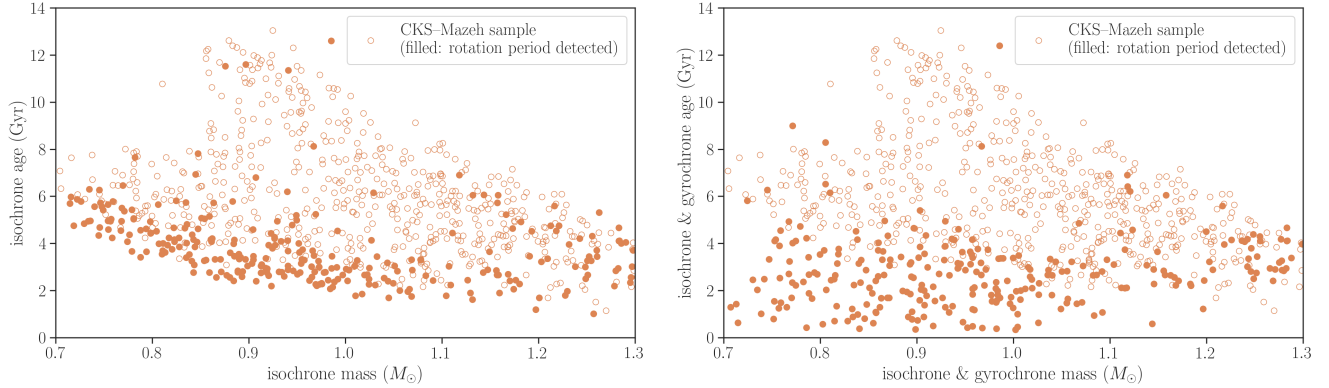 14
12
10
8
6
4
2
0
isochrone age (Gyr)
CKS–Mazeh sample
(filled: rotation period detected)
0.7 0.8 0.9 1.0 1.1 1.2 1.3
isochrone mass (M⊙)
14
12
10
8
6
4
2
0
isochrone & gyrochrone age (Gyr)
CKS–Mazeh sample
(filled: rotation period detected)
0.7 0.8 0.9 1.0 1.1 1.2 1.3
isochrone & gyrochrone mass (M⊙)